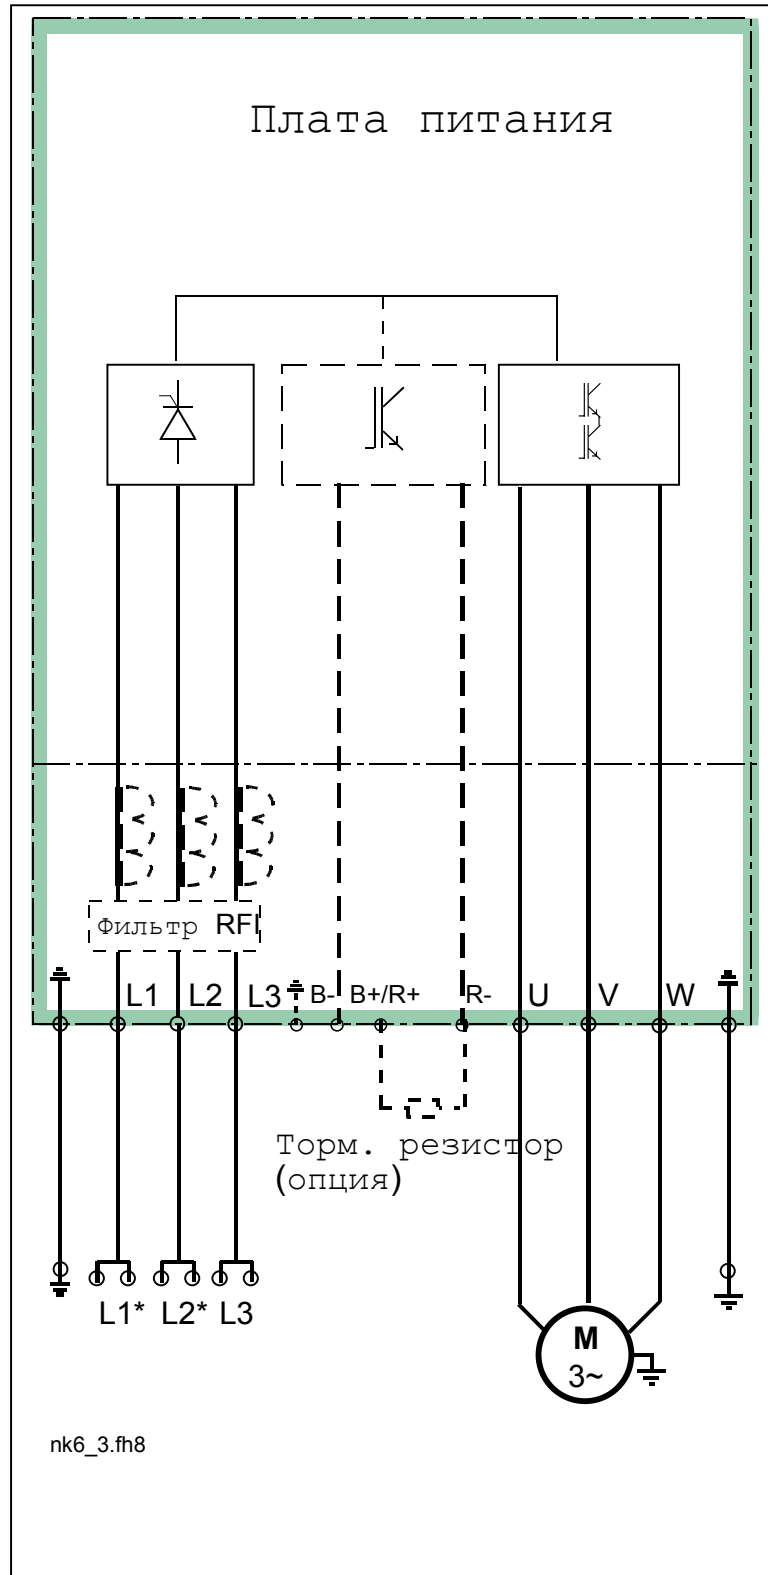 Плата питания
Фильтр RFI
L1 L2 L3 B- B+/R+ R- U V W
Торм. резистор
(опция)
L1* L2* L3
M
3~
nk6_3.fh8